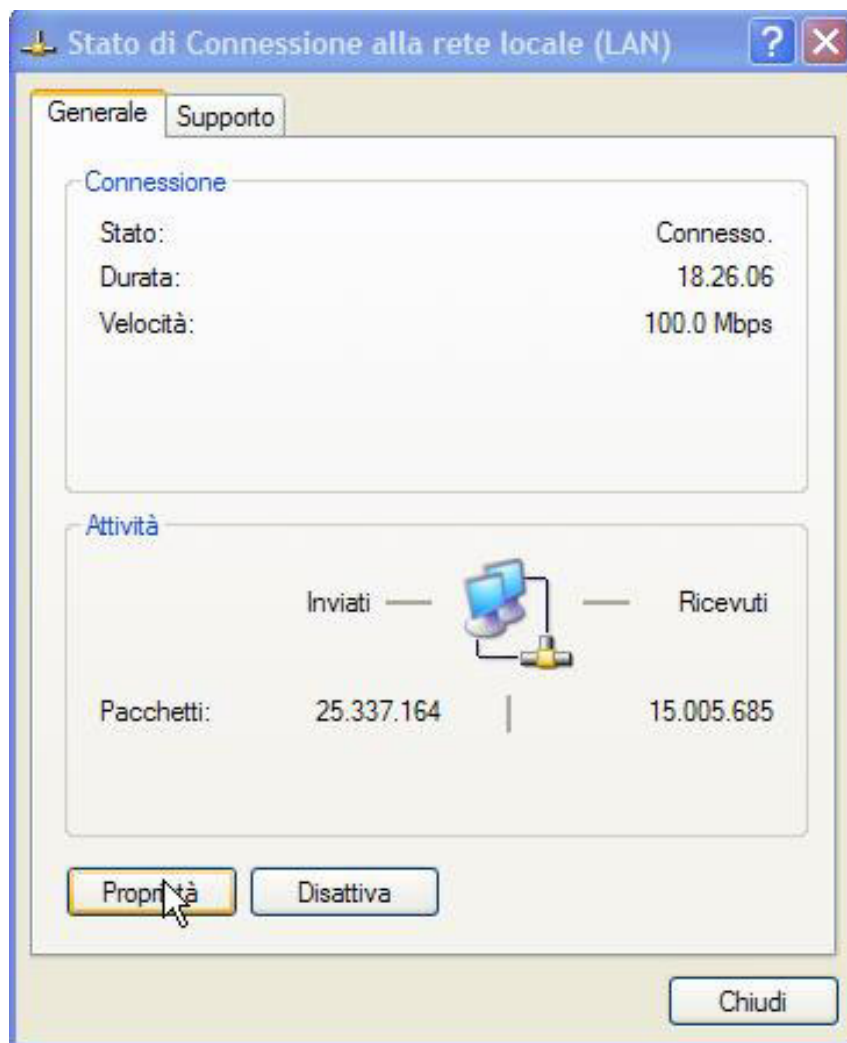 Stato di Connessione alla rete locale (LAN)
Generale Supporto
Connessione
Stato: Connesso.
Durata: 18.26.06
Velocità: 100.0 Mbps
Attività
Inviati Ricevuti
Pacchetti: 25.337.164 15.005.685
Proprietà Disattiva
Chiudi